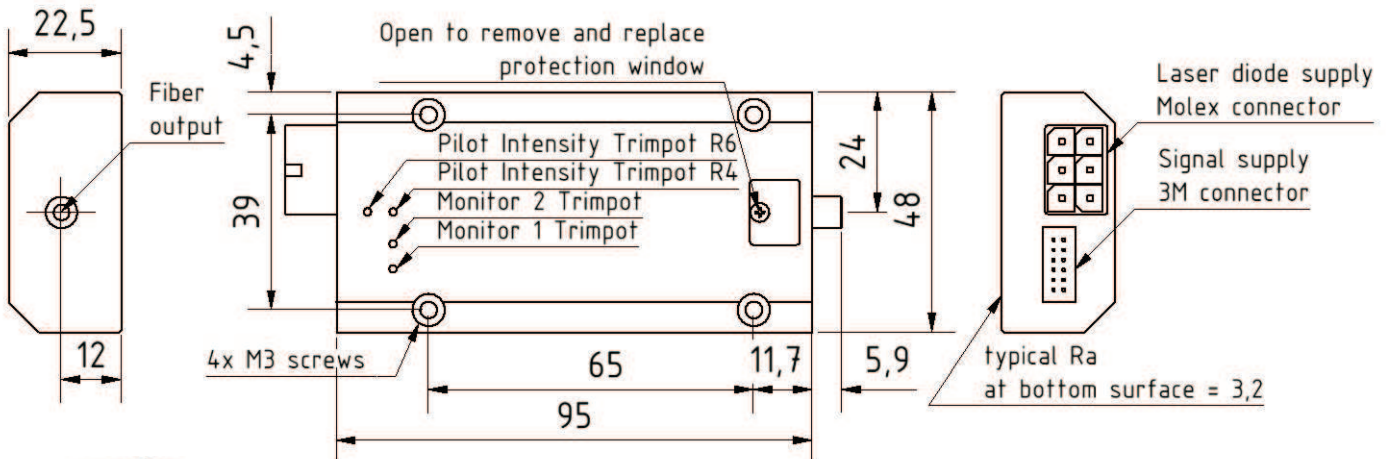 22,5
4,5
Open to remove and replace
protection window
Fiber
output
Laser diode supply
Molex connector
Signal supply
3M connector
Pilot Intensity Trimpot R6
Pilot Intensity Trimpot R4
Monitor 2 Trimpot
Monitor 1 Trimpot
39
24
48
12
4x M3 screws
65
11,7
5,9
95
typical Ra
at bottom surface = 3,2